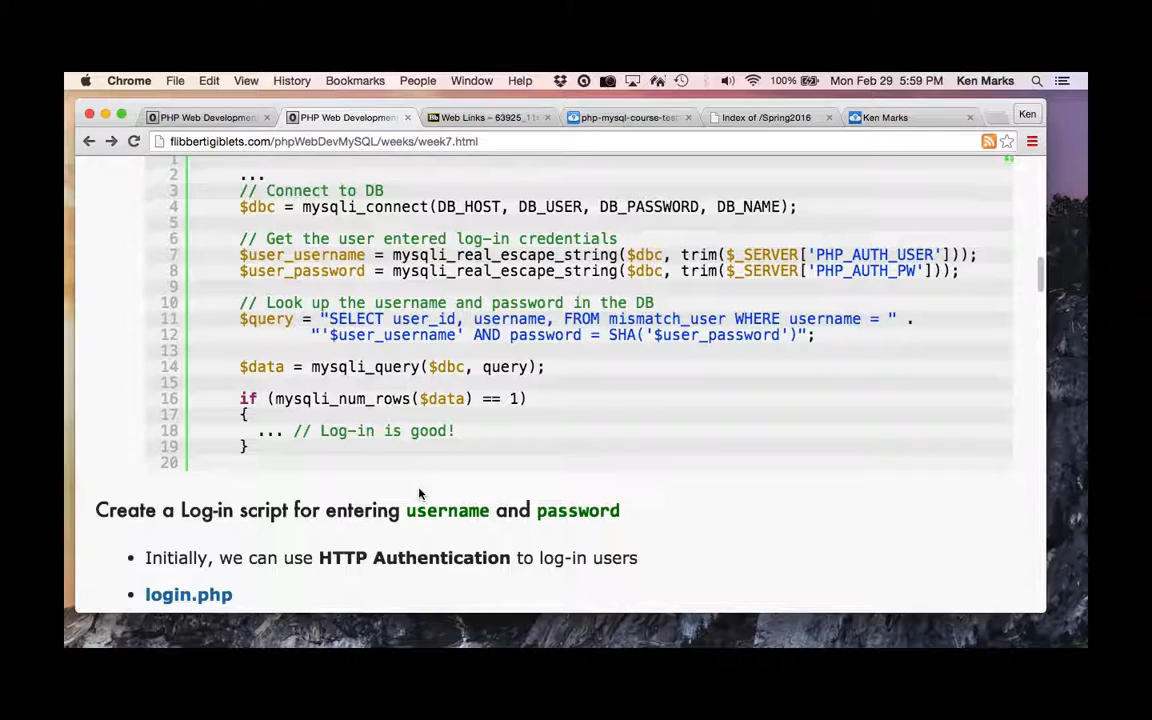 Chrome File Edit View History Bookmarks People Window Help 100% Mon Feb 29 5:59 PM Ken Marks
PHP Web Developmen × PHP Web Developmen × Bb Web Links – 63925_11 × php-mysql-course-tes × Index of /Spring2016 × Ken Marks × Ken
flibbertigiblets.com/phpWebDevMySQL/weeks/week7.html
1
2 ...
3 // Connect to DB
4 $dbc = mysqli_connect(DB_HOST, DB_USER, DB_PASSWORD, DB_NAME);
5
6 // Get the user entered log-in credentials
7 $user_username = mysqli_real_escape_string($dbc, trim($_SERVER['PHP_AUTH_USER']));
8 $user_password = mysqli_real_escape_string($dbc, trim($_SERVER['PHP_AUTH_PW']));
9
10 // Look up the username and password in the DB
11 $query = "SELECT user_id, username, FROM mismatch_user WHERE username = " .
12 "'$user_username' AND password = SHA('$user_password')";
13
14 $data = mysqli_query($dbc, query);
15
16 if (mysqli_num_rows($data) == 1)
17 {
18 ... // Log-in is good!
19 }
20
Create a Log-in script for entering username and password
• Initially, we can use HTTP Authentication to log-in users
• login.php